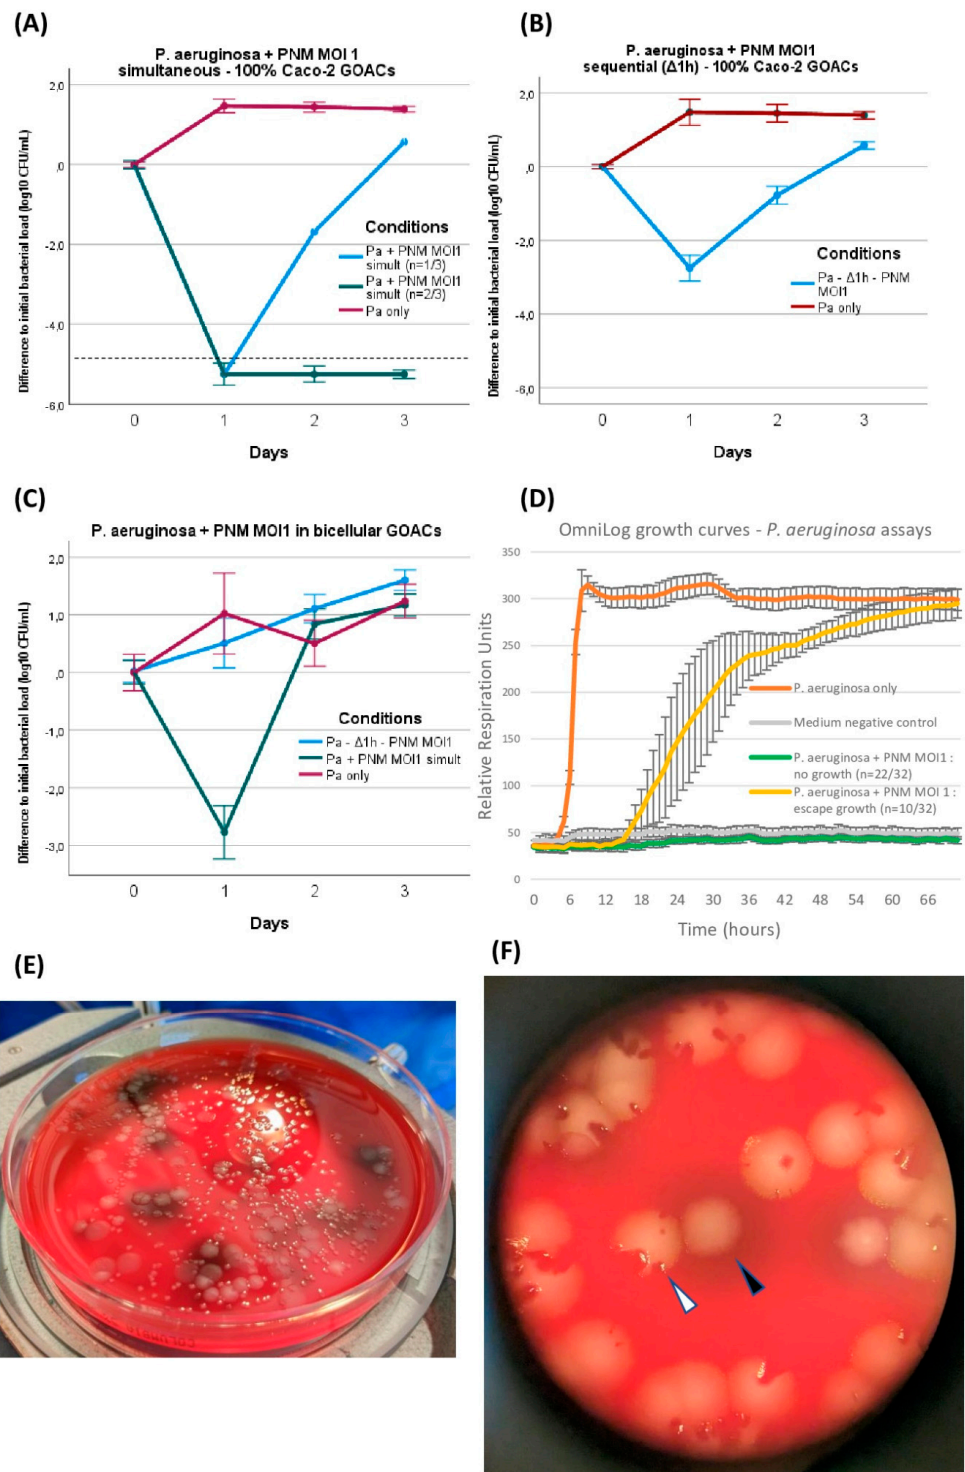 (A)
P. aeruginosa + PNM MOI 1
simultaneous - 100% Caco-2 GOACs
Difference to initial bacterial load (log10 CFU/mL)
2,0
,0
-2,0
-4,0
-6,0
0
1
2
3
Days
Conditions
Pa + PNM MOI1
simult (n=1/3)
Pa + PNM MOI1
simult (n=2/3)
Pa only
(B)
P. aeruginosa + PNM MOI1
sequential (Δ1h) - 100% Caco-2 GOACs
Difference to initial bacterial load (log10 CFU/mL)
2,0
,0
-2,0
-4,0
-6,0
0
1
2
3
Days
Conditions
Pa - Δ1h - PNM
MOI1
Pa only
(C)
P. aeruginosa + PNM MOI1 in bicellular GOACs
Difference to initial bacterial load (log10 CFU/mL)
2,0
1,0
,0
-1,0
-2,0
-3,0
0
1
2
3
Days
Conditions
Pa - Δ1h - PNM MOI1
Pa + PNM MOI1 simult
Pa only
(D)
OmniLog growth curves - P. aeruginosa assays
Relative Respiration Units
350
300
250
200
150
100
50
0
0 6 12 18 24 30 36 42 48 54 60 66
Time (hours)
P. aeruginosa only
Medium negative control
P. aeruginosa + PNM MOI1 :
no growth (n=22/32)
P. aeruginosa + PNM MOI 1 :
escape growth (n=10/32)
(E)
(F)